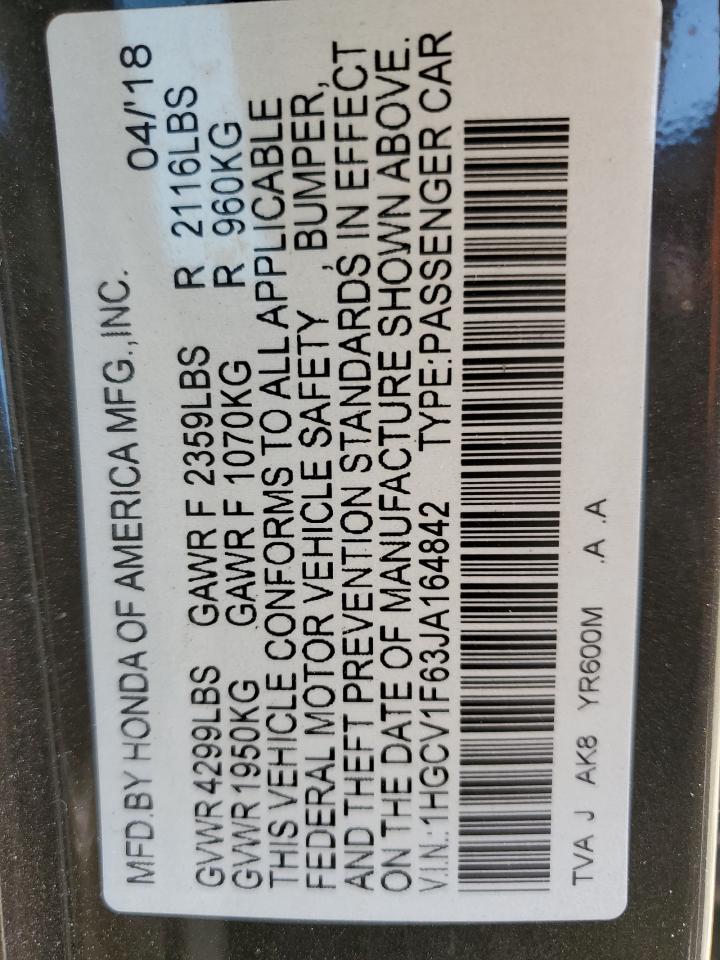 MFD.BY HONDA OF AMERICA MFG.,INC. 04/'18
GVWR 4299LBS GAWR F 2359LBS R 2116LBS
GVWR 1950KG GAWR F 1070KG R 960KG
THIS VEHICLE CONFORMS TO ALL APPLICABLE
FEDERAL MOTOR VEHICLE SAFETY, BUMPER,
AND THEFT PREVENTION STANDARDS IN EFFECT
ON THE DATE OF MANUFACTURE SHOWN ABOVE.
V.I.N.:1HGCV1F63JA164842 TYPE:PASSENGER CAR
TVA J AK8 YR600M .A .A